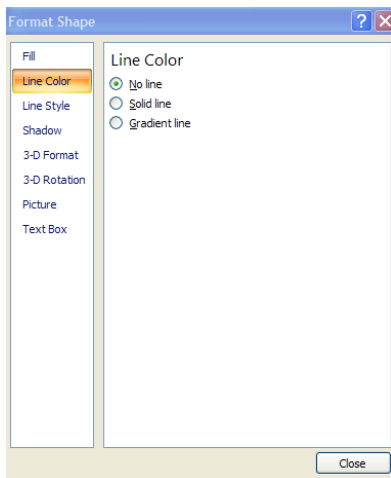 Format Shape
Fill
Line Color
Line Style
Shadow
3-D Format
3-D Rotation
Picture
Text Box
Line Color
No line
Solid line
Gradient line
Close